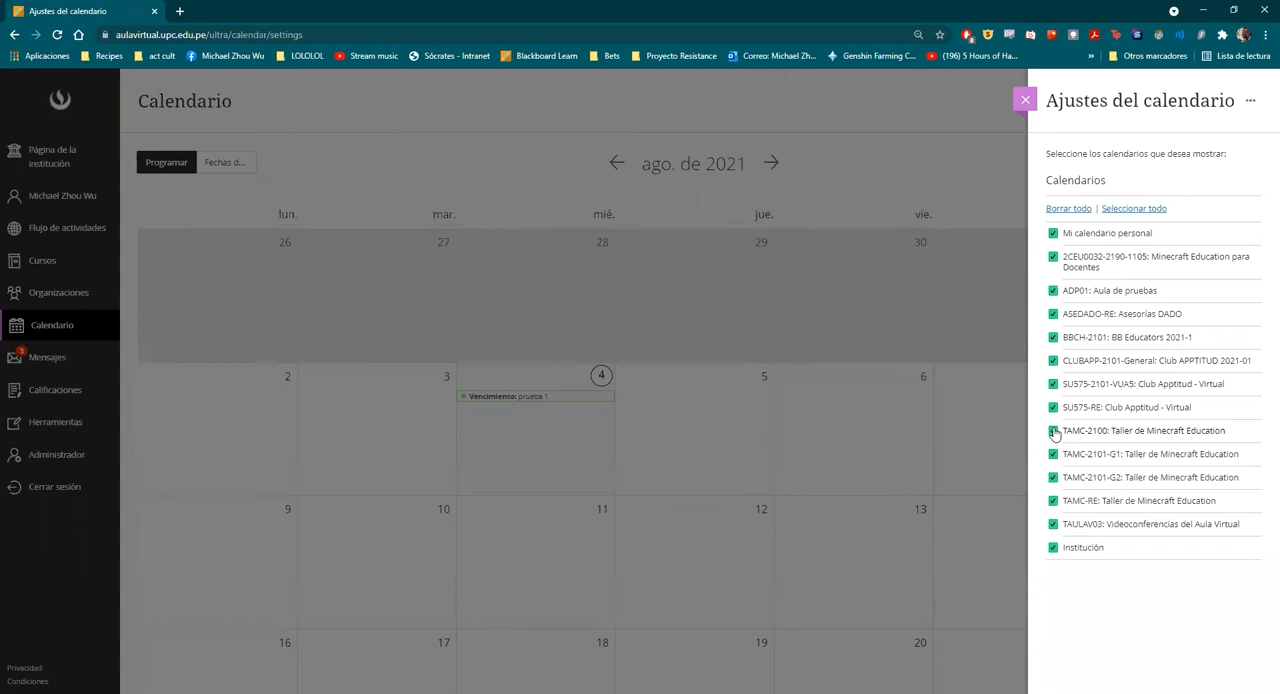 Ajustes del calendario
aulavirtual.upc.edu.pe/ultra/calendar/settings
Aplicaciones
Recipes
act cult
Michael Zhou Wu
LOLOLOL
Stream music
Sócrates - Intranet
Blackboard Learn
Bets
Proyecto Resistance
Correo: Michael Zh...
Genshin Farming C...
(196) 5 Hours of Ha...
»
Otros marcadores
Lista de lectura
Página de la
institución
Michael Zhou Wu
Flujo de actividades
Cursos
Organizaciones
Calendario
3
Mensajes
Calificaciones
Herramientas
Administrador
Cerrar sesión
Privacidad
Condiciones
Calendario
Programar
Fechas d...
ago. de 2021
lun. mar. mié. jue. vie.
26 27 28 29 30
2 3 4 5 6
Vencimiento: prueba 1
9 10 11 12 13
16 17 18 19 20
Ajustes del calendario
Seleccione los calendarios que desea mostrar:
Calendarios
Borrar todo | Seleccionar todo
Mi calendario personal
2CEU0032-2190-1105: Minecraft Education para
Docentes
ADP01: Aula de pruebas
ASEDADO-RE: Asesorías DADO
BBCH-2101: BB Educators 2021-1
CLUBAPP-2101-General: Club APPTITUD 2021-01
SU575-2101-VUA5: Club Apptitud - Virtual
SU575-RE: Club Apptitud - Virtual
TAMC-2100: Taller de Minecraft Education
TAMC-2101-G1: Taller de Minecraft Education
TAMC-2101-G2: Taller de Minecraft Education
TAMC-RE: Taller de Minecraft Education
TAULAV03: Videoconferencias del Aula Virtual
Institución